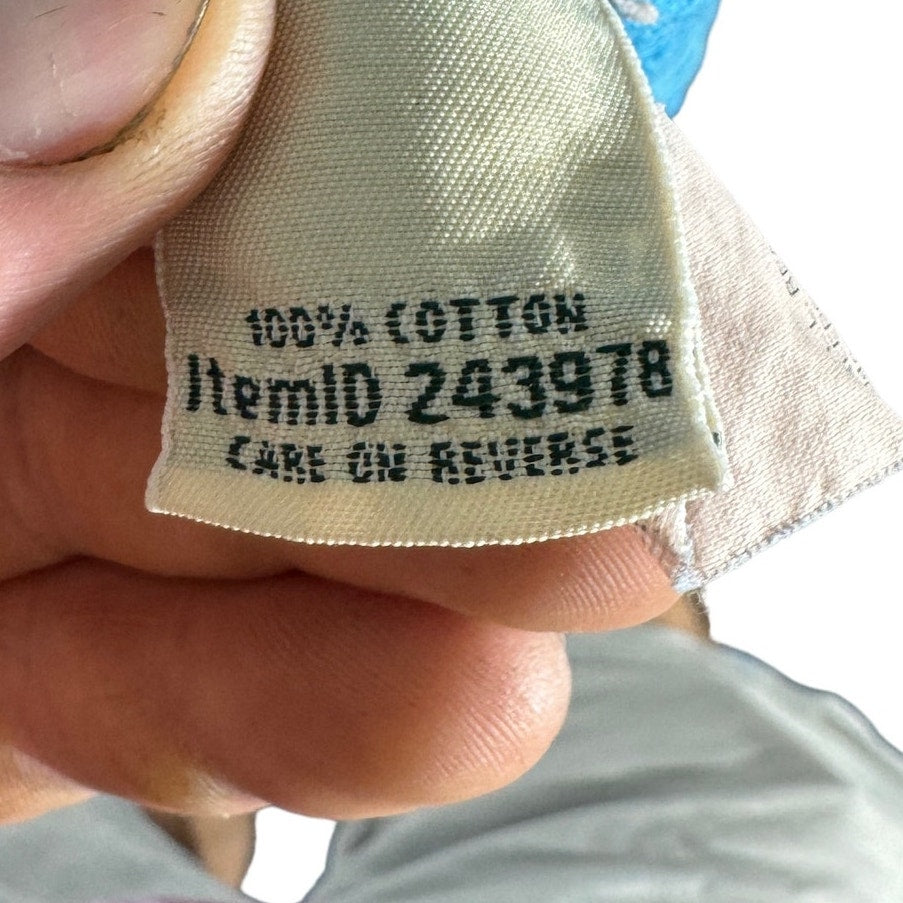 100% COTTON
ItemID 243978
CARE ON REVERSE